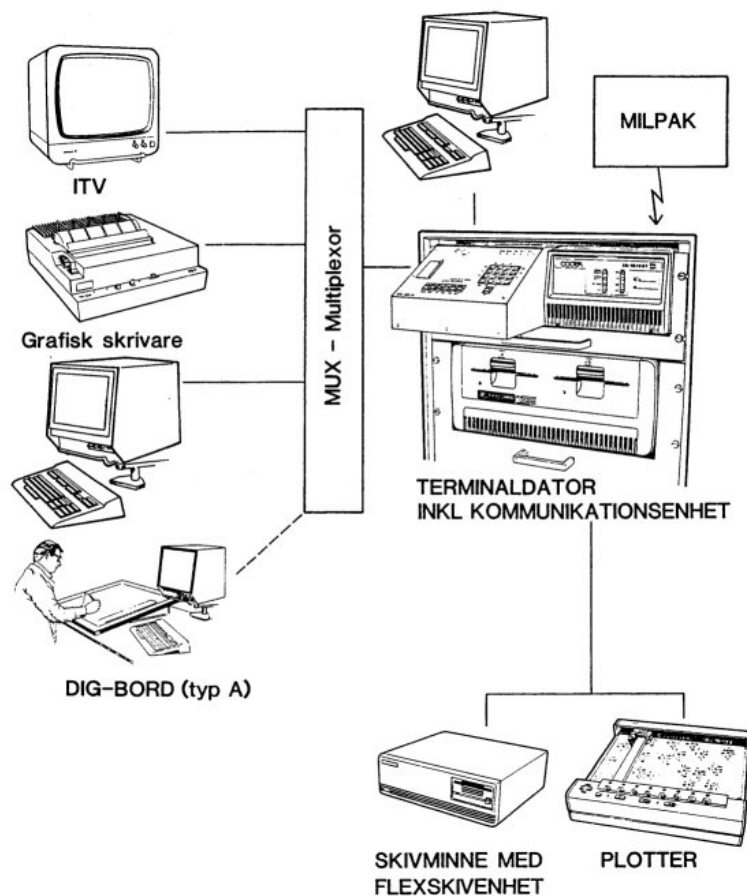 MILPAK
ITV
MUX - Multiplexor
Grafisk skrivare
TERMINALDATOR
INKL KOMMUNIKATIONSENHET
DIG-BORD (typ A)
SKIVMINNE MED
FLEXSKIVENHET
PLOTTER